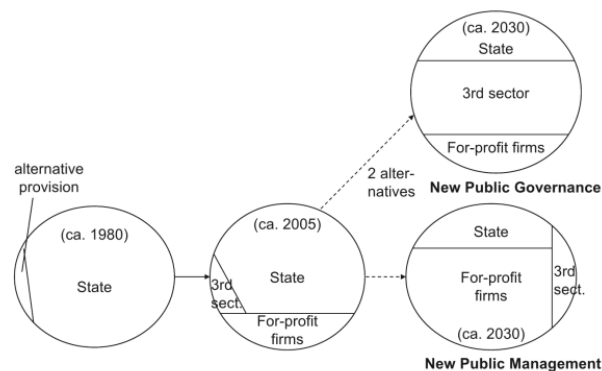 (ca. 2030)
State
3rd sector
For-profit firms
New Public Governance
2 alter-
natives
alternative
provision
(ca. 1980)
State
(ca. 2005)
State
3rd
sect.
For-profit
firms
State
For-profit
firms
3rd
sect.
(ca. 2030)
New Public Management